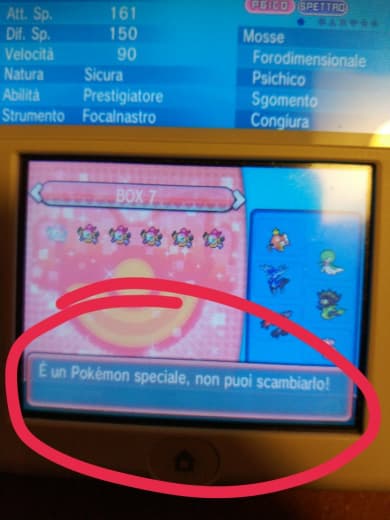 PSICO SPETTRO
Att. Sp. 161
Dif. Sp. 150
Velocità 90
Natura Sicura
Abilità Prestigiatore
Strumento Focalnastro
Mosse
Forodimensionale
Psichico
Sgomento
Congiura
BOX 7
È un Pokémon speciale, non puoi scambiarlo!